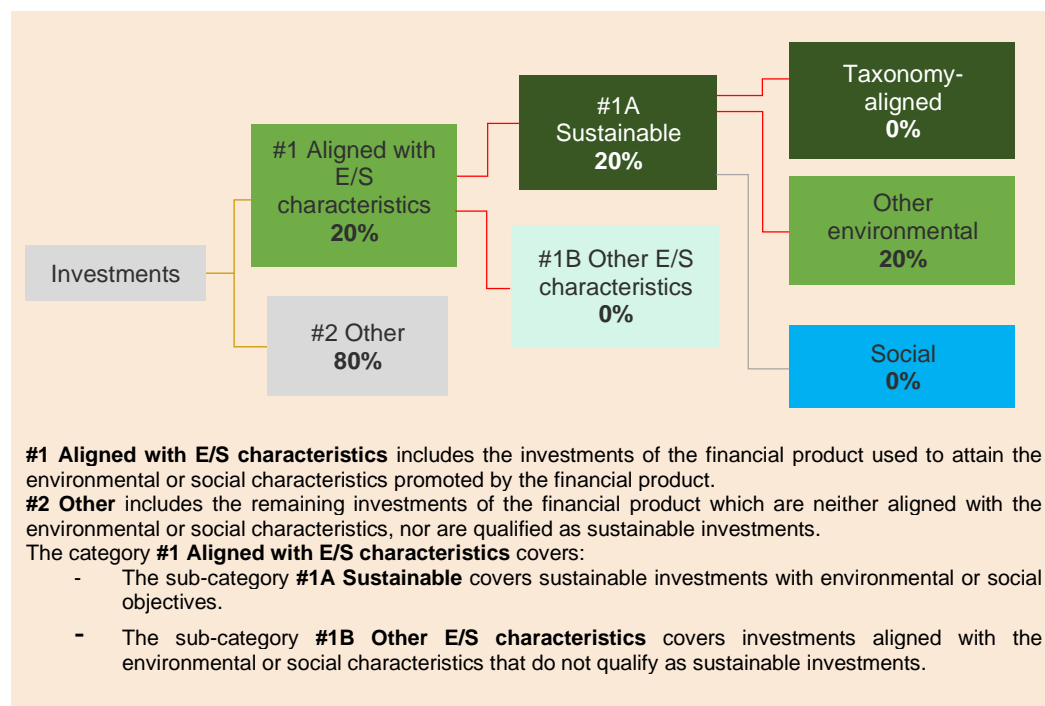 Investments
#1 Aligned with
E/S
characteristics
20%
#2 Other
80%
#1A
Sustainable
20%
#1B Other E/S
characteristics
0%
Taxonomy-
aligned
0%
Other
environmental
20%
Social
0%
#1 Aligned with E/S characteristics includes the investments of the financial product used to attain the
environmental or social characteristics promoted by the financial product.
#2 Other includes the remaining investments of the financial product which are neither aligned with the
environmental or social characteristics, nor are qualified as sustainable investments.
The category #1 Aligned with E/S characteristics covers:
- The sub-category #1A Sustainable covers sustainable investments with environmental or social
objectives.
- The sub-category #1B Other E/S characteristics covers investments aligned with the
environmental or social characteristics that do not qualify as sustainable investments.